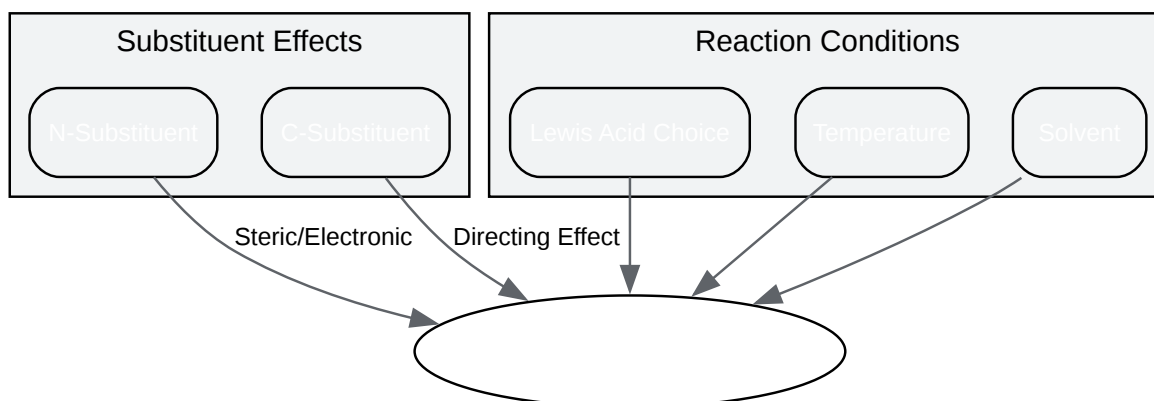 Substituent Effects
Reaction Conditions
N-Substituent
C-Substituent
Lewis Acid Choice
Temperature
Solvent
Steric/Electronic
Directing Effect